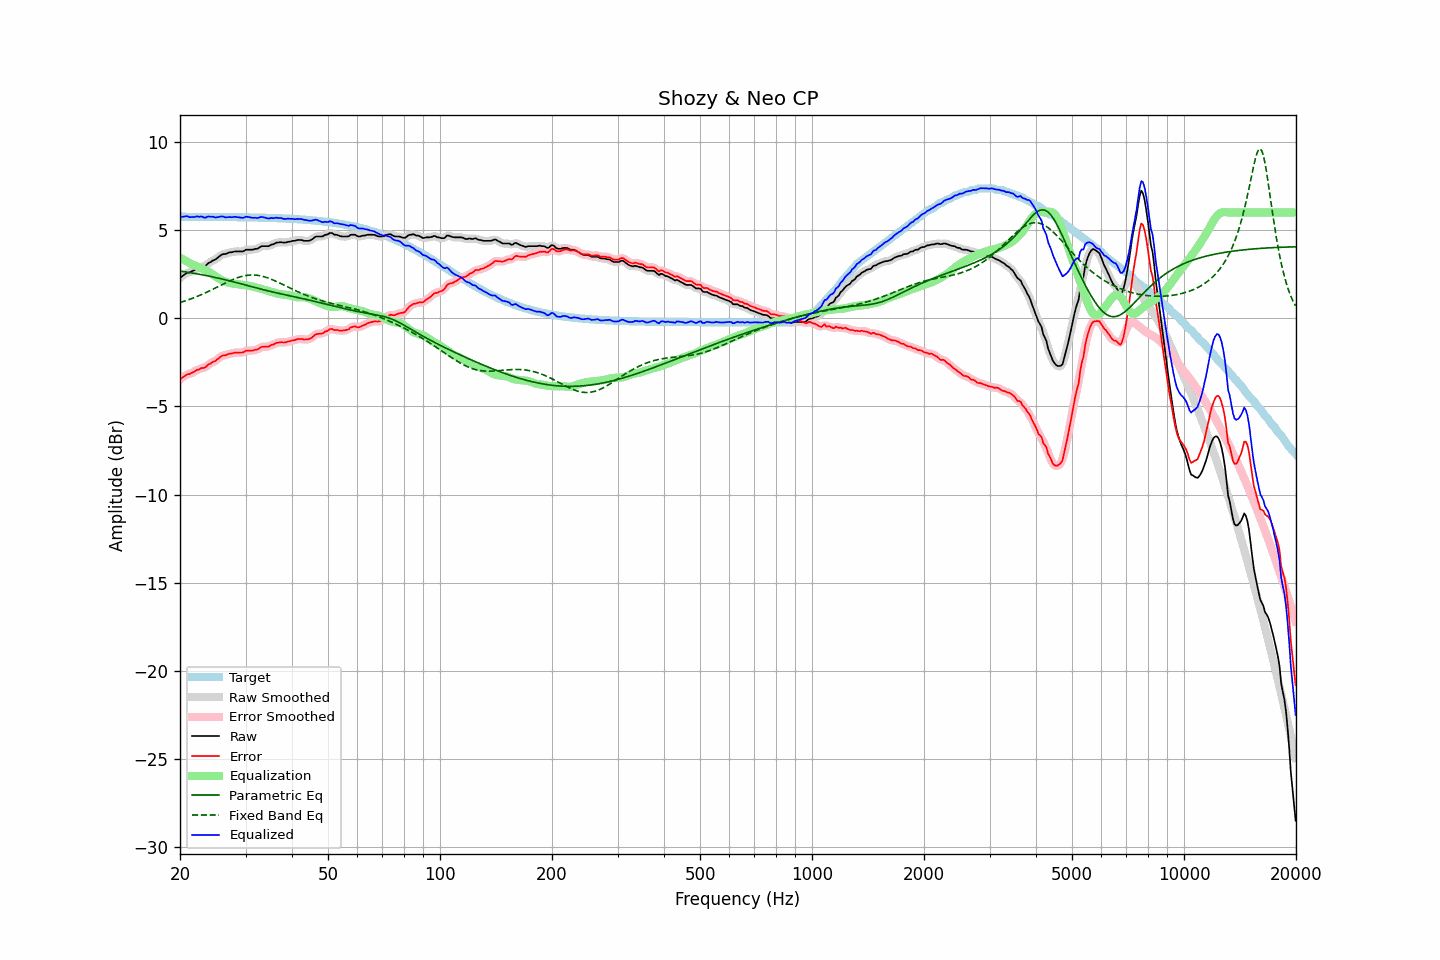 Shozy & Neo CP
10
5
0
−5
−10
−15
−20
−25
−30
Amplitude (dBr)
Target
Raw Smoothed
Error Smoothed
Raw
Error
Equalization
Parametric Eq
Fixed Band Eq
Equalized
20 50 100 200 500 1000 2000 5000 10000 20000
Frequency (Hz)